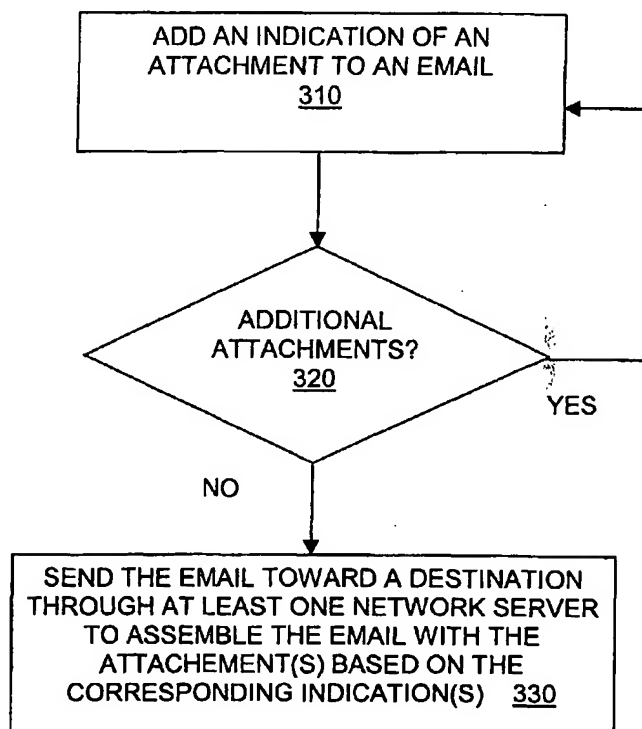 ADD AN INDICATION OF AN
ATTACHMENT TO AN EMAIL
310
ADDITIONAL
ATTACHMENTS?
320
YES
NO
SEND THE EMAIL TOWARD A DESTINATION
THROUGH AT LEAST ONE NETWORK SERVER
TO ASSEMBLE THE EMAIL WITH THE
ATTACHEMENT(S) BASED ON THE
CORRESPONDING INDICATION(S) 330